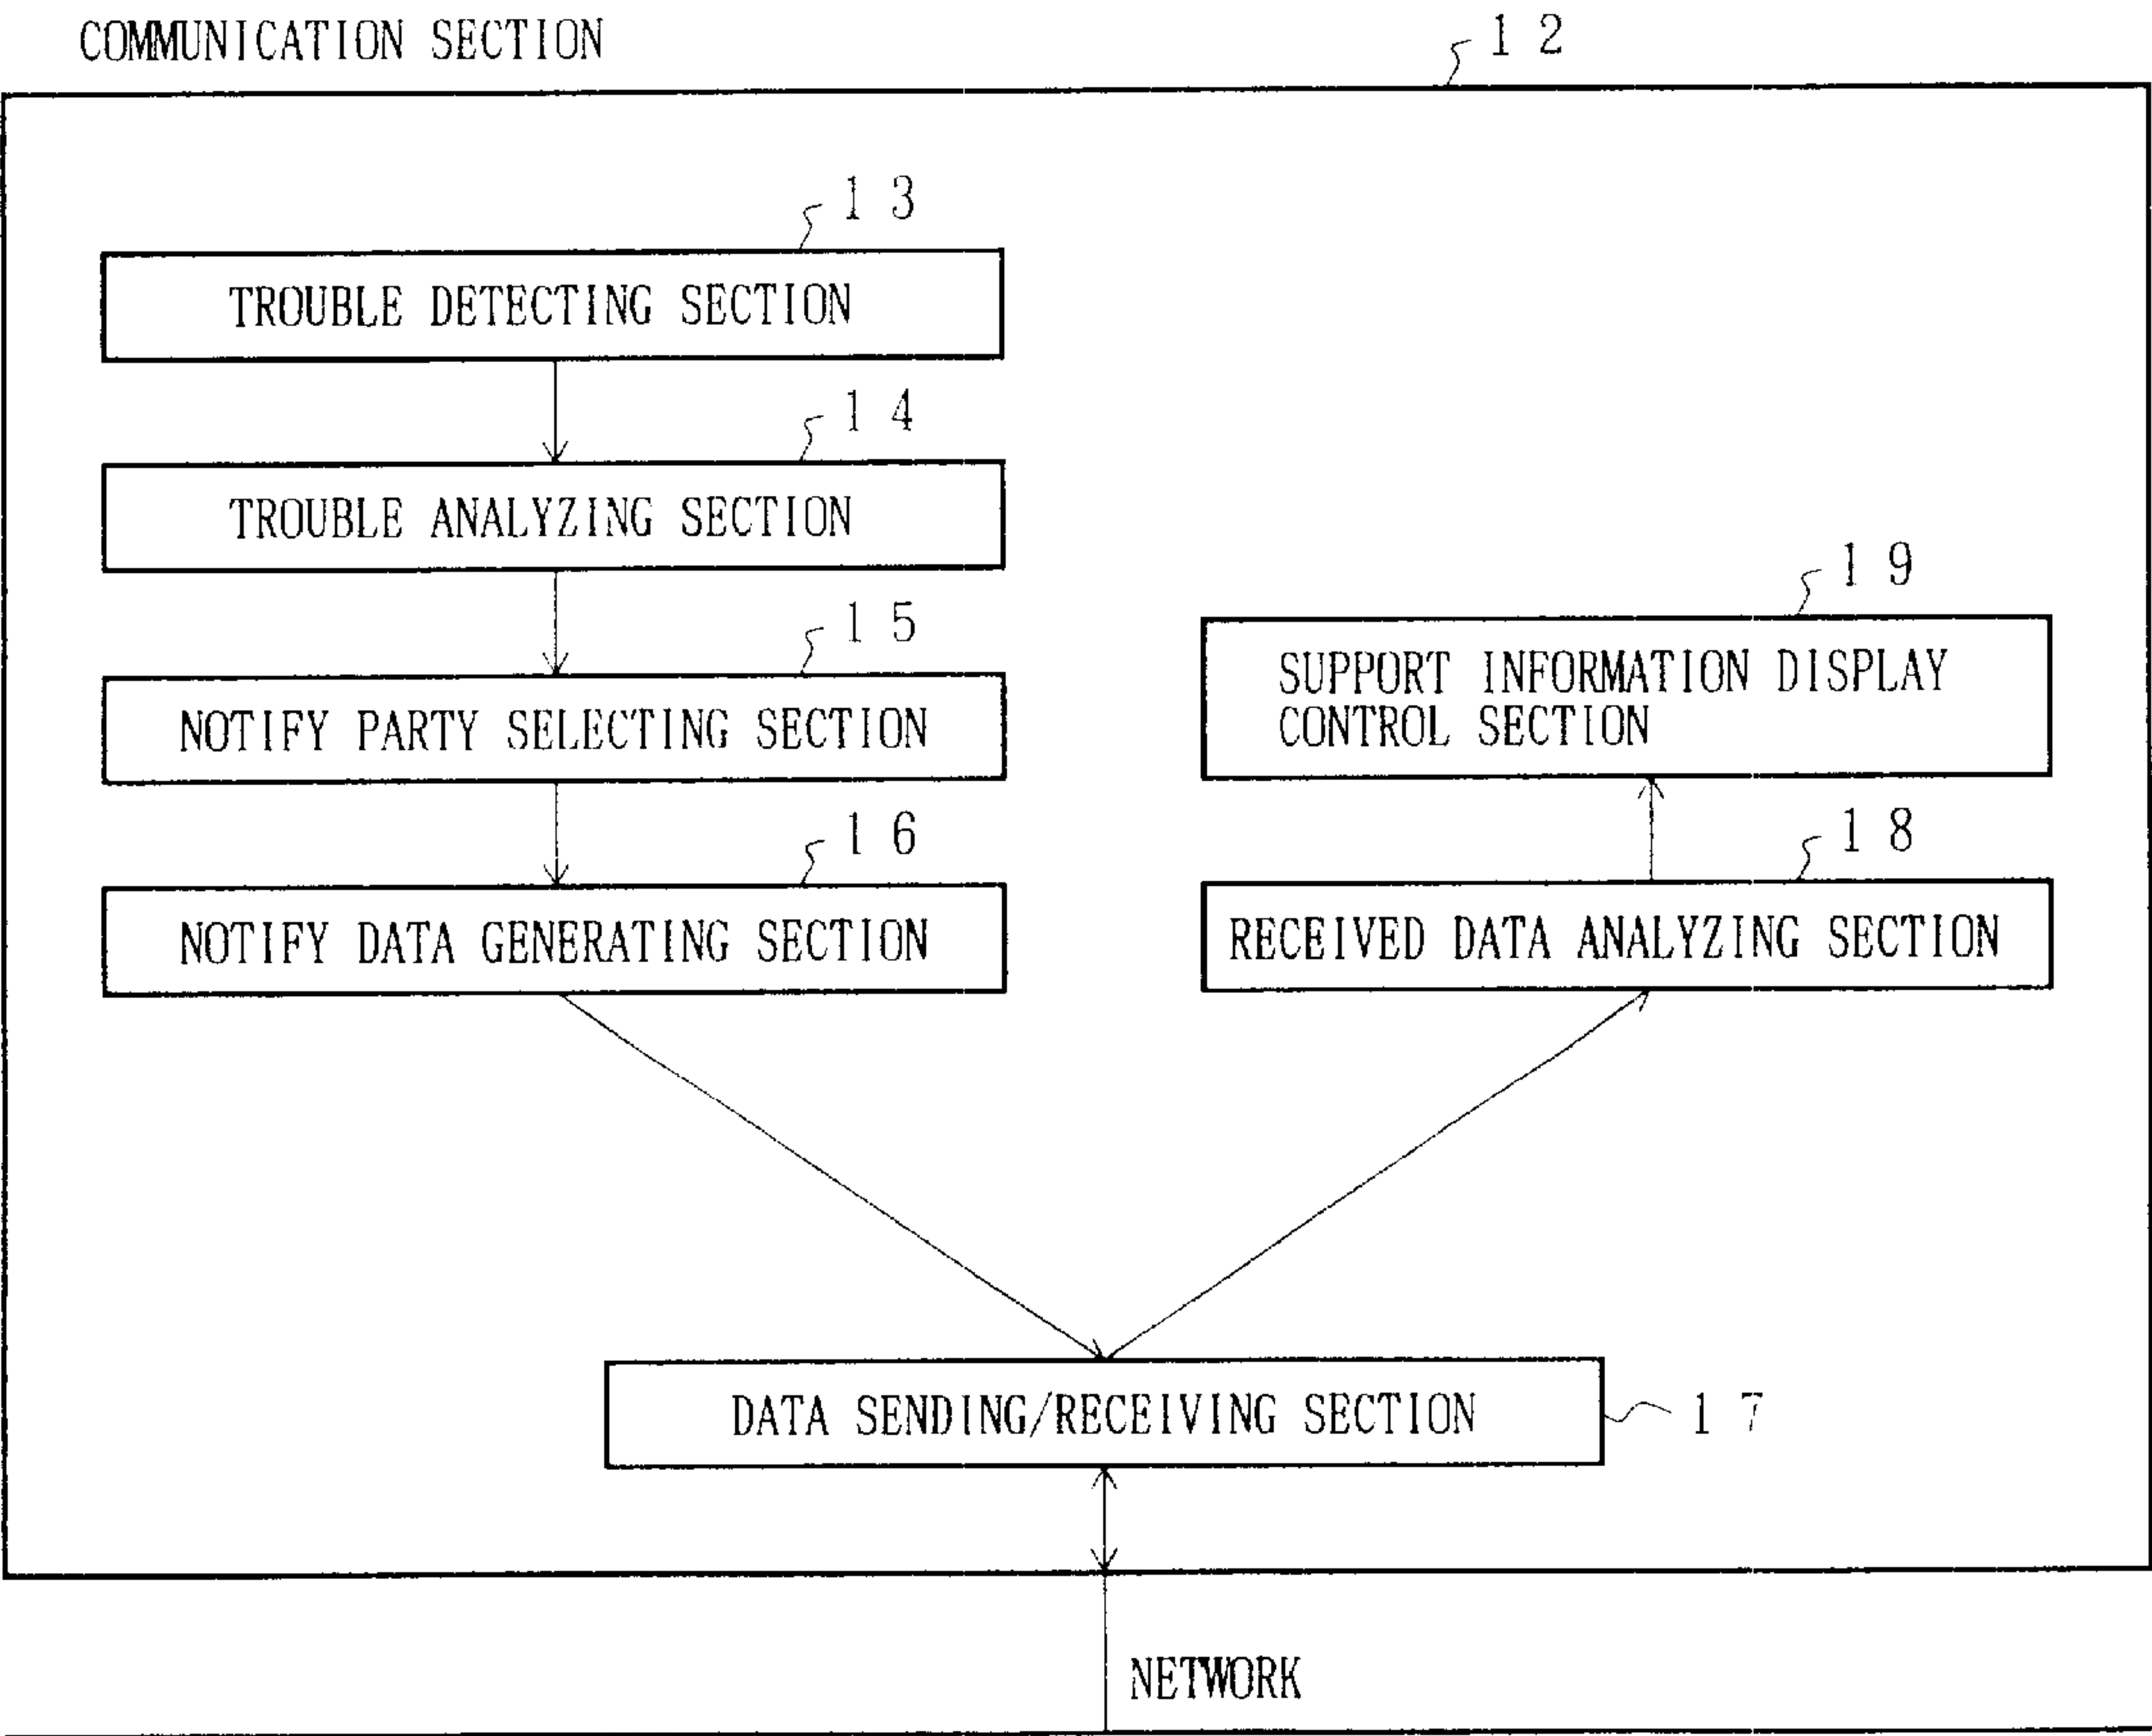 COMMUNICATION SECTION
12
13
TROUBLE DETECTING SECTION
14
TROUBLE ANALYZING SECTION
15
NOTIFY PARTY SELECTING SECTION
16
NOTIFY DATA GENERATING SECTION
19
SUPPORT INFORMATION DISPLAY
CONTROL SECTION
18
RECEIVED DATA ANALYZING SECTION
DATA SENDING/RECEIVING SECTION
17
NETWORK